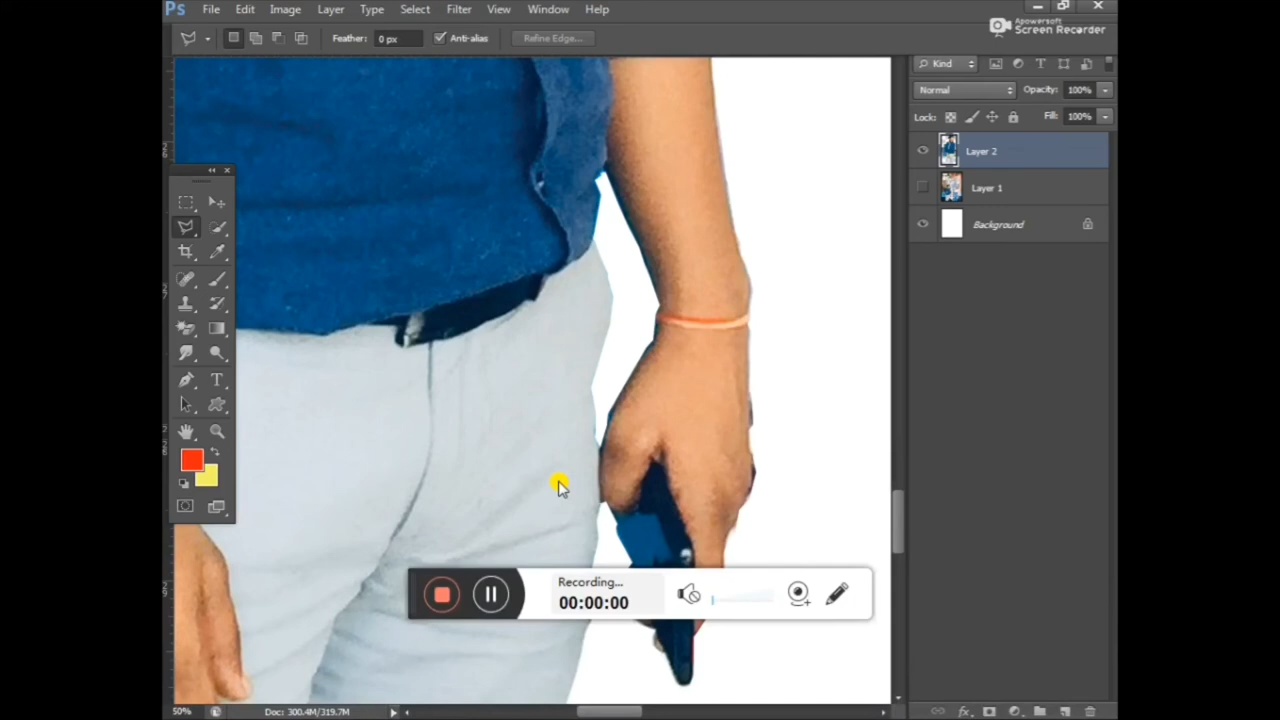 Ps File Edit Image Layer Type Select Filter View Window Help
Apowersoft
Screen Recorder
Feather: 0 px Anti-alias Refine Edge...
Kind
Normal Opacity: 100%
Lock: Fill: 100%
Layer 2
Layer 1
Background
T
Recording...
00:00:00
50% Doc: 300.4M/319.7M
fx